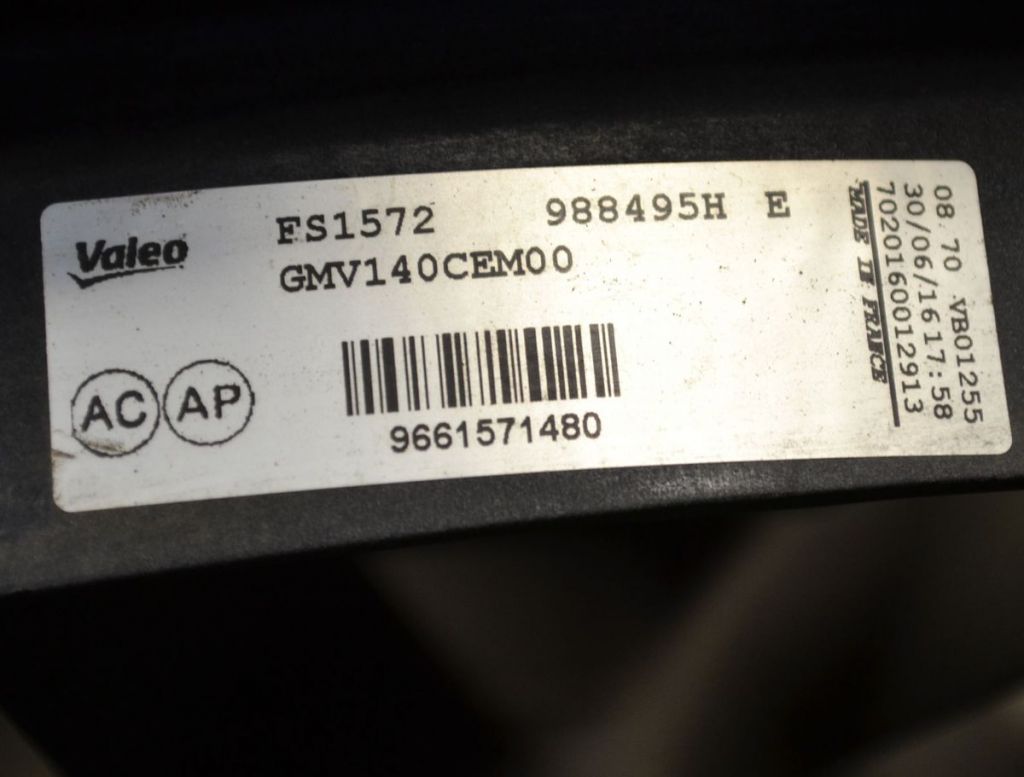 Valeo
FS1572 988495H E
GMV140CEM00
AC AP
9661571480
08 70 VB01255
30/06/16 17:58
7020160012913
MADE IN FRANCE